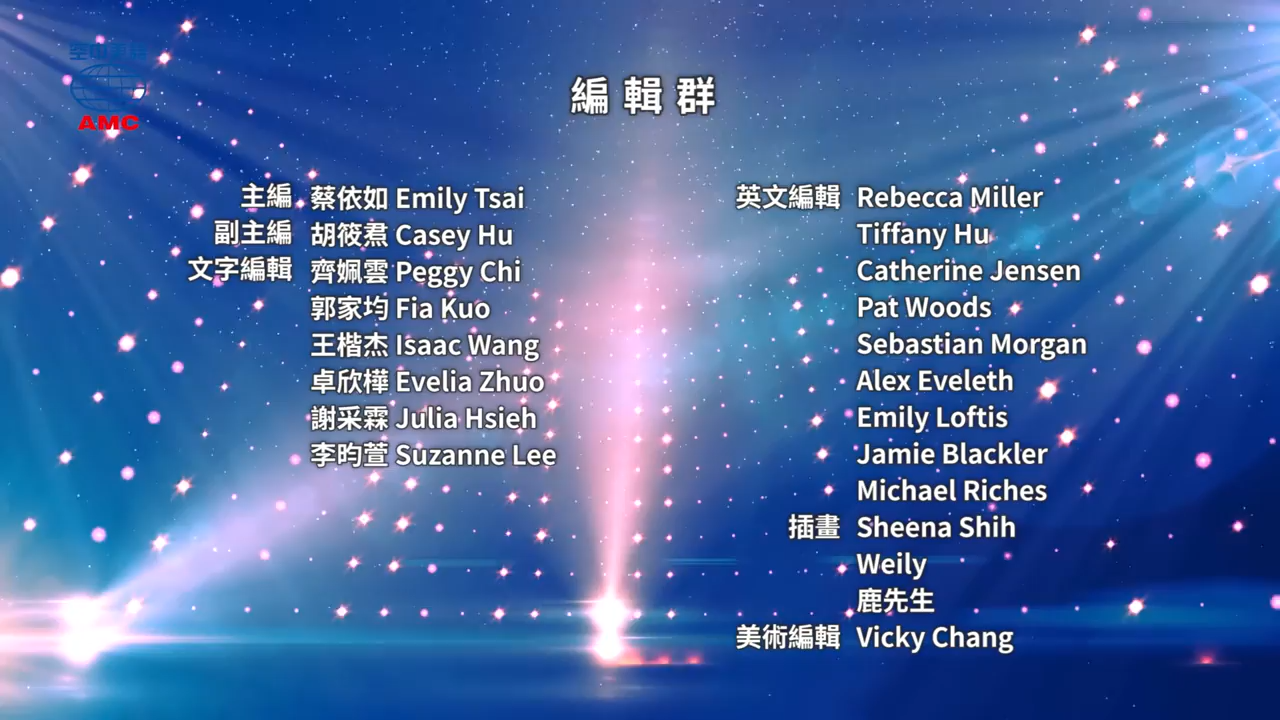 空中美語
AMC
編輯群
主編 蔡依如 Emily Tsai
副主編 胡筱焄 Casey Hu
文字編輯 齊姵雲 Peggy Chi
郭家均 Fia Kuo
王楷杰 Isaac Wang
卓欣樺 Evelia Zhuo
謝采霖 Julia Hsieh
李昀萱 Suzanne Lee
英文編輯 Rebecca Miller
Tiffany Hu
Catherine Jensen
Pat Woods
Sebastian Morgan
Alex Eveleth
Emily Loftis
Jamie Blackler
Michael Riches
插畫 Sheena Shih
Weily
鹿先生
美術編輯 Vicky Chang